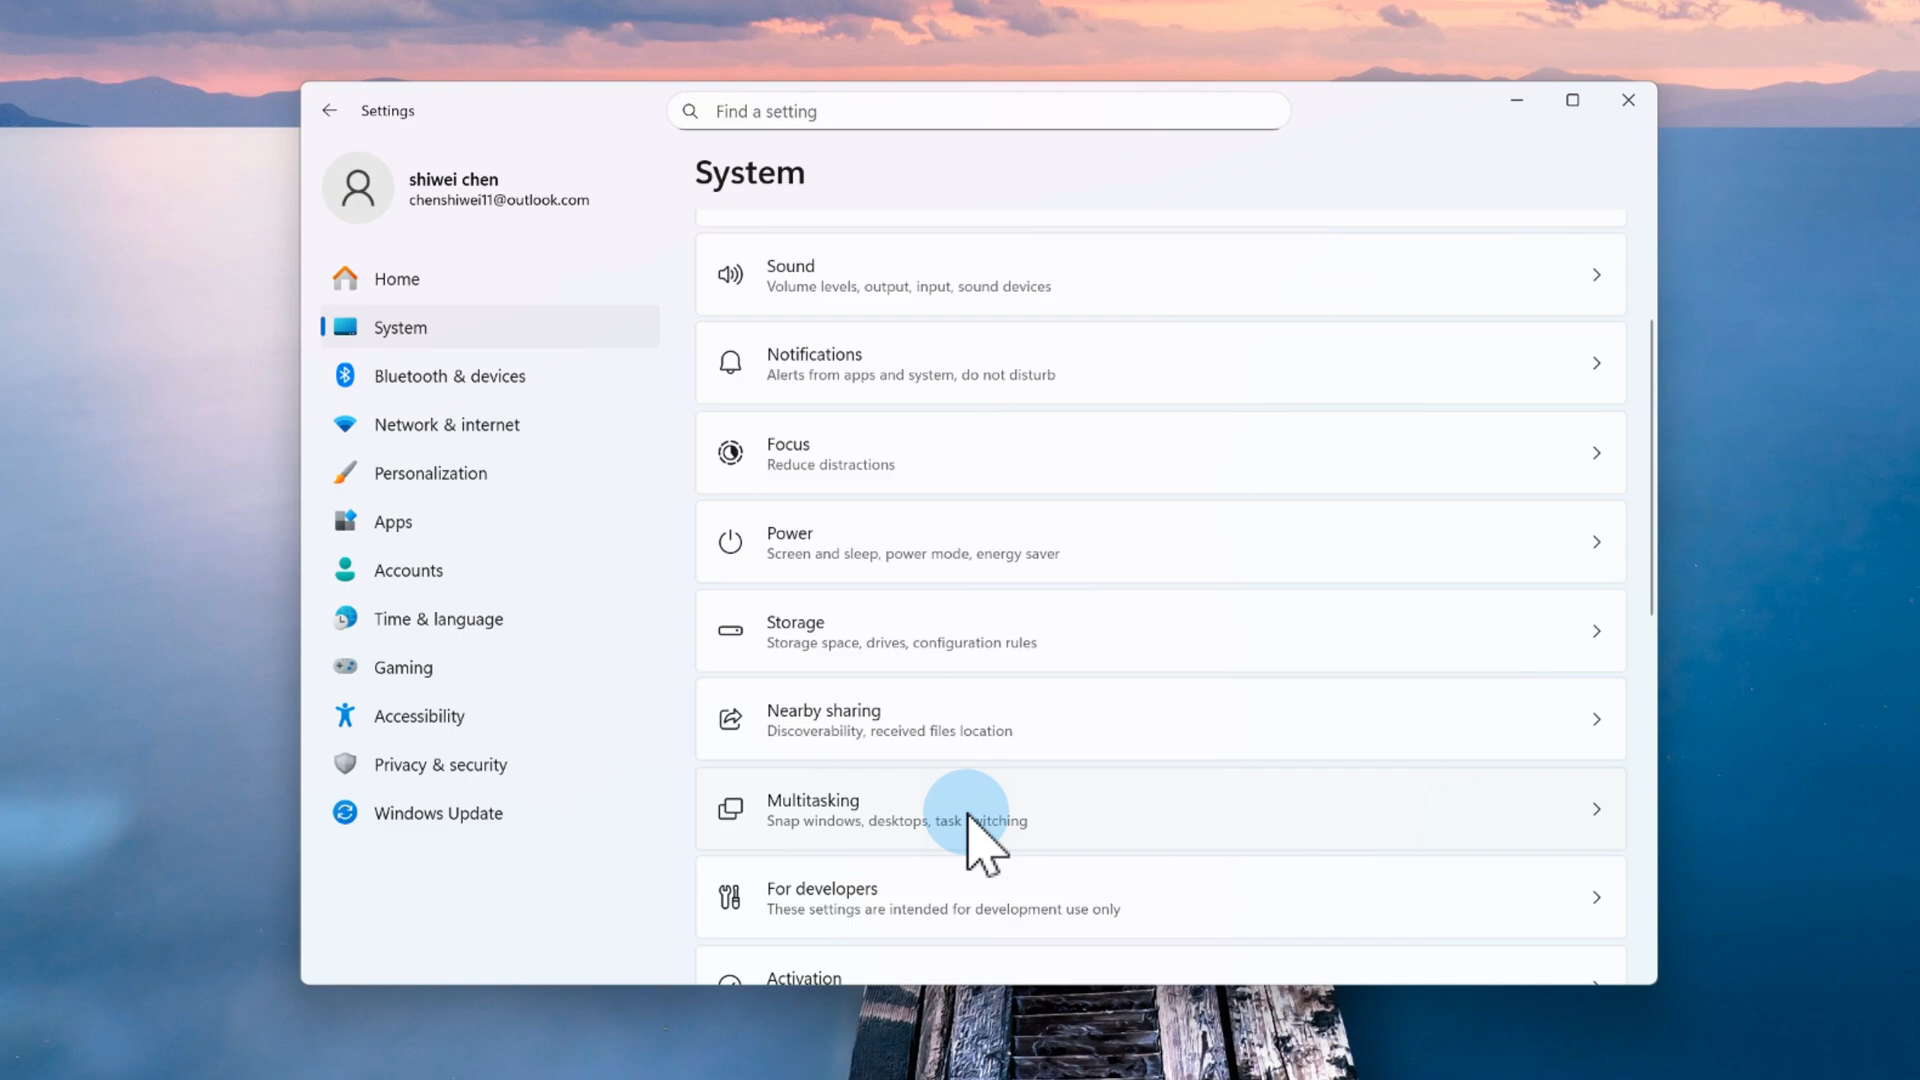 Settings
Find a setting
shiwei chen
chenshiwei11@outlook.com
Home
System
Bluetooth & devices
Network & internet
Personalization
Apps
Accounts
Time & language
Gaming
Accessibility
Privacy & security
Windows Update
System
Sound
Volume levels, output, input, sound devices
Notifications
Alerts from apps and system, do not disturb
Focus
Reduce distractions
Power
Screen and sleep, power mode, energy saver
Storage
Storage space, drives, configuration rules
Nearby sharing
Discoverability, received files location
Multitasking
Snap windows, desktops, task switching
For developers
These settings are intended for development use only
Activation